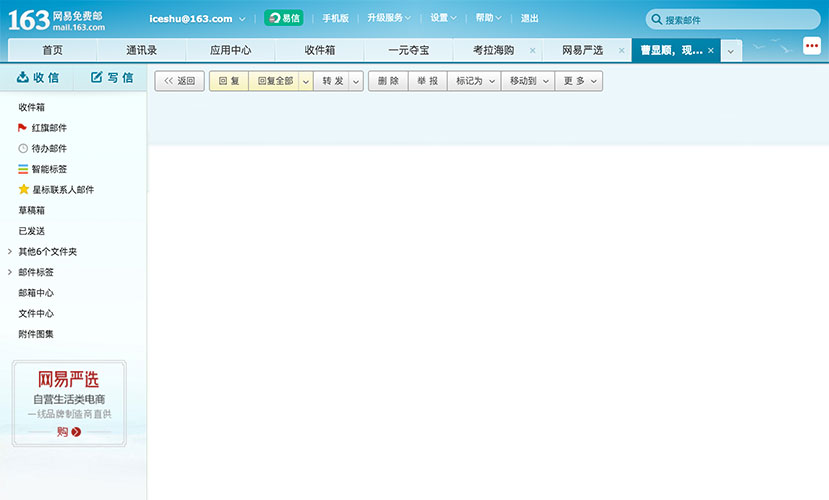 163 网易免费邮
mail.163.com
iceshu@163.com
易信
手机版
升级服务
设置
帮助
退出
搜索邮件
首页
通讯录
应用中心
收件箱
一元夺宝
考拉海购 ×
网易严选 ×
曹显顺，现... ×
收信
写信
<< 返回
回复
回复全部
转发
删除
举报
标记为
移动到
更多
收件箱
红旗邮件
待办邮件
智能标签
星标联系人邮件
草稿箱
已发送
其他6个文件夹
邮件标签
邮箱中心
文件中心
附件图集
网易严选
自营生活类电商
一线品牌制造商直供
购